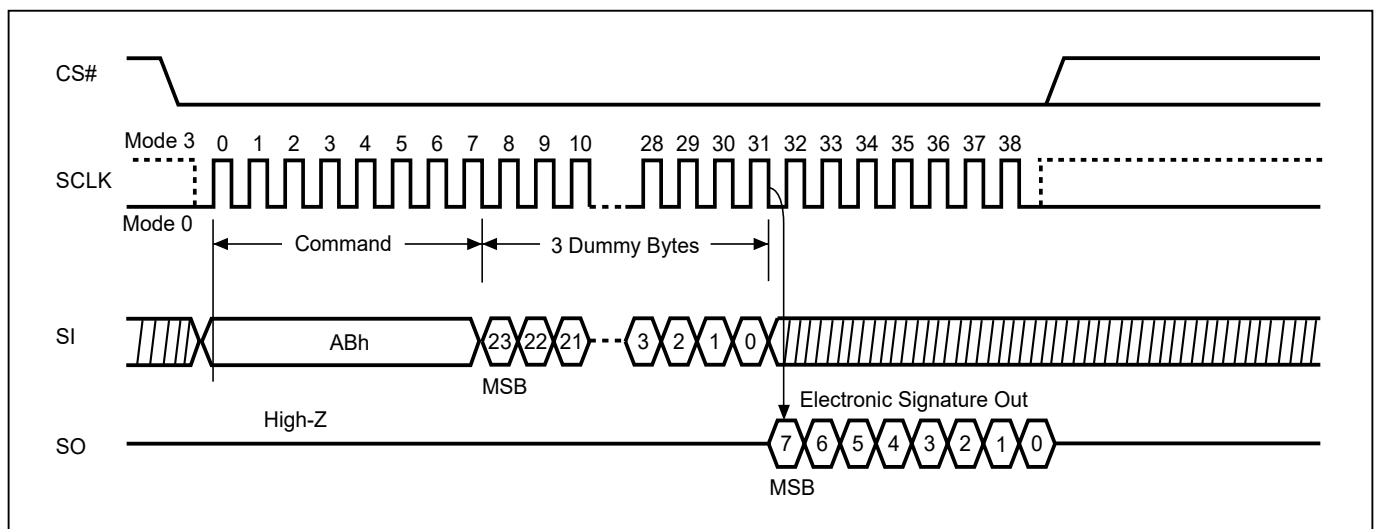 CS#
Mode 3 0 1 2 3 4 5 6 7 8 9 10 28 29 30 31 32 33 34 35 36 37 38
SCLK
Mode 0
Command 3 Dummy Bytes
SI ABh 23 22 21 3 2 1 0
MSB
Electronic Signature Out
High-Z
SO 7 6 5 4 3 2 1 0
MSB